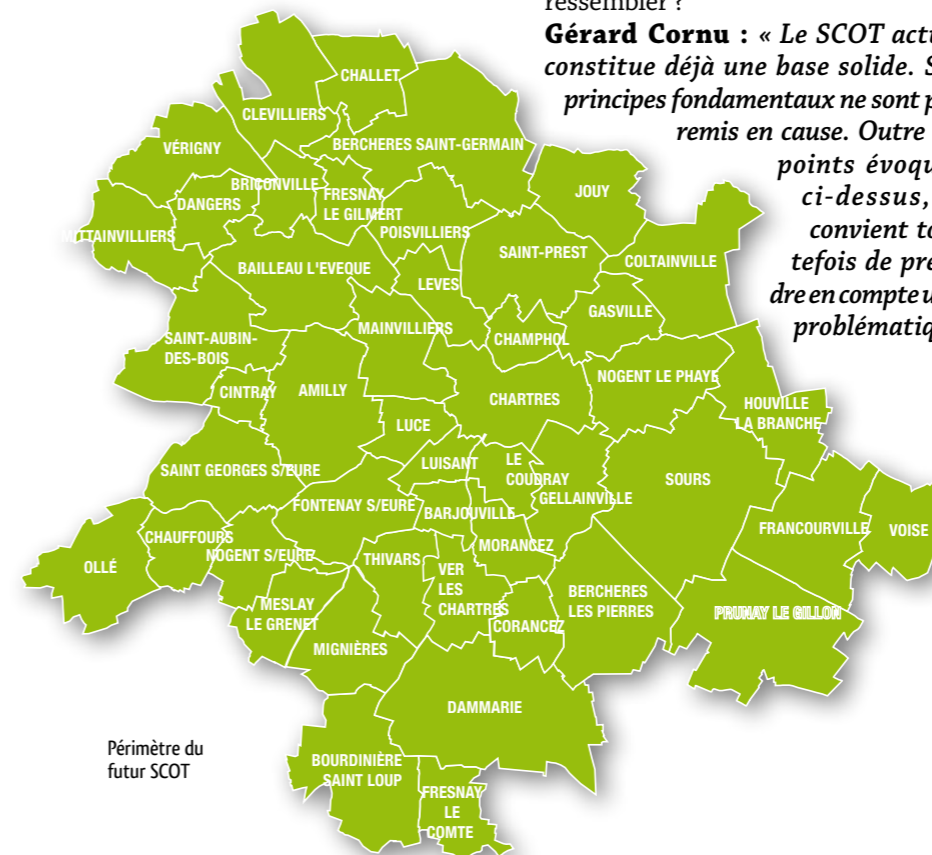 ressembler ?
Gérard Cornu : « Le SCOT actu
constitue déjà une base solide. S
principes fondamentaux ne sont p
remis en cause. Outre
points évoqu
ci-dessus,
convient to
tefois de pre
dre en compte u
problématiq
CHALLET
CLEVILLIERS
BERCHERES SAINT-GERMAIN
VÉRIGNY
JOUY
BRICONVILLE
DANGERS
FRESNAY
LE GILMERT
POISVILLIERS
MITTAINVILLIERS
SAINT-PREST
COLTAINVILLE
BAILLEAU L'EVEQUE
LEVES
GASVILLE
MAINVILLIERS
CHAMPHOL
SAINT-AUBIN-
DES-BOIS
NOGENT LE PHAYE
CINTRAY
AMILLY
CHARTRES
HOUVILLE
LA BRANCHE
LUCE
SAINT GEORGES S/EURE
LUISANT
LE
COUDRAY
SOURS
GELLAINVILLE
FONTENAY S/EURE
BARJOUVILLE
FRANCOURVILLE
VOISE
CHAUFFOURS
NOGENT S/EURE
MORANCEZ
OLLÉ
THIVARS
VER
LES
CHARTRES
BERCHERES
LES PIERRES
MESLAY
LE GRENET
PRUNAY LE GILLON
CORANCEZ
MIGNIÈRES
DAMMARIE
Périmètre du
futur SCOT
BOURDINIÈRE
SAINT LOUP
FRESNAY
LE
COMTE